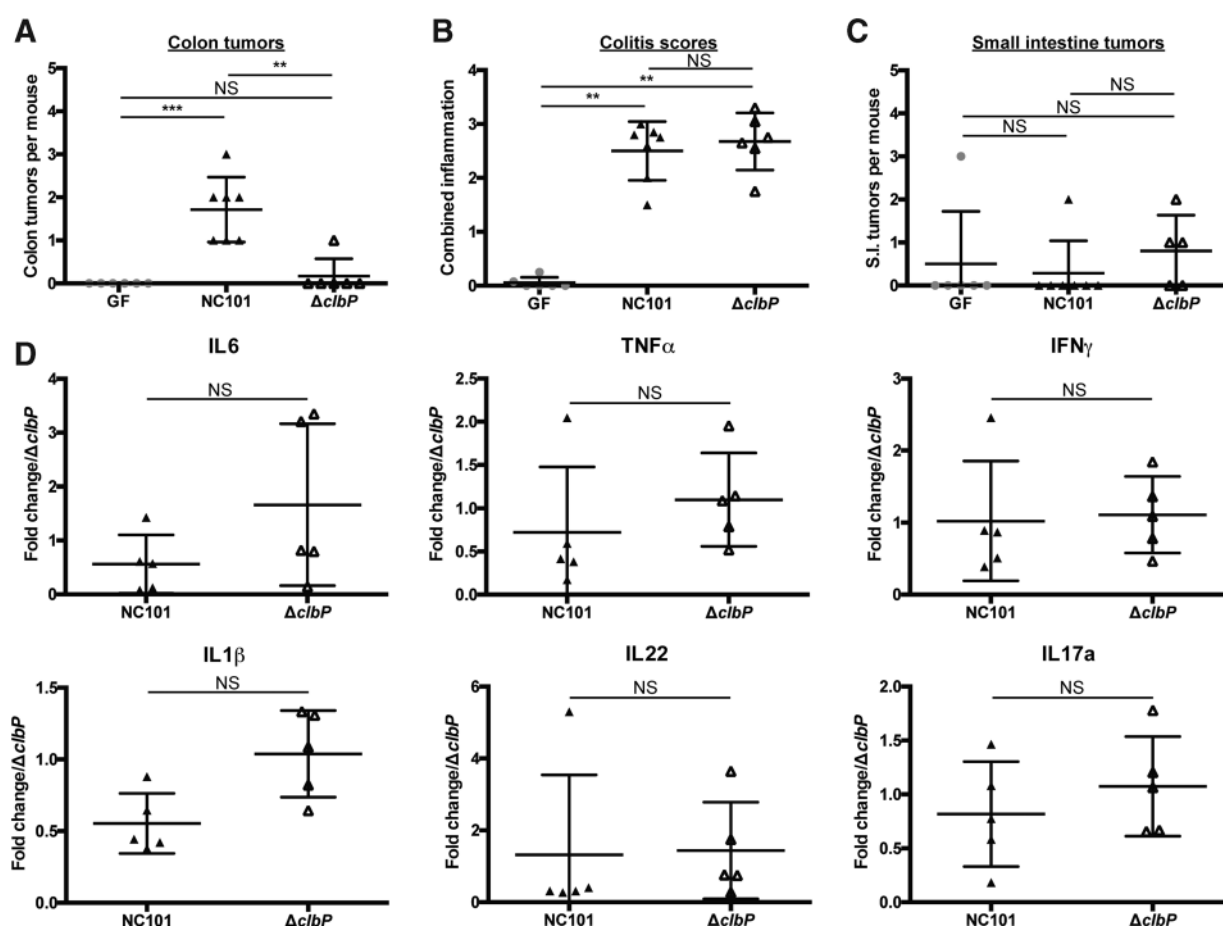 A
Colon tumors
**
NS
***
Colon tumors per mouse
5
4
3
2
1
0
GF
NC101
ΔclbP
B
Colitis scores
NS
**
**
Combined inflammation
4
3
2
1
0
GF
NC101
ΔclbP
C
Small intestine tumors
NS
NS
NS
S.I. tumors per mouse
5
4
3
2
1
0
GF
NC101
ΔclbP
D
IL6
NS
Fold change/ΔclbP
4
3
2
1
0
NC101
ΔclbP
TNFα
NS
Fold change/ΔclbP
2.5
2.0
1.5
1.0
0.5
0.0
NC101
ΔclbP
IFNγ
NS
Fold change/ΔclbP
3
2
1
0
NC101
ΔclbP
IL1β
NS
Fold change/ΔclbP
1.5
1.0
0.5
0.0
NC101
ΔclbP
IL22
NS
Fold change/ΔclbP
6
4
2
0
NC101
ΔclbP
IL17a
NS
Fold change/ΔclbP
2.0
1.5
1.0
0.5
0.0
NC101
ΔclbP